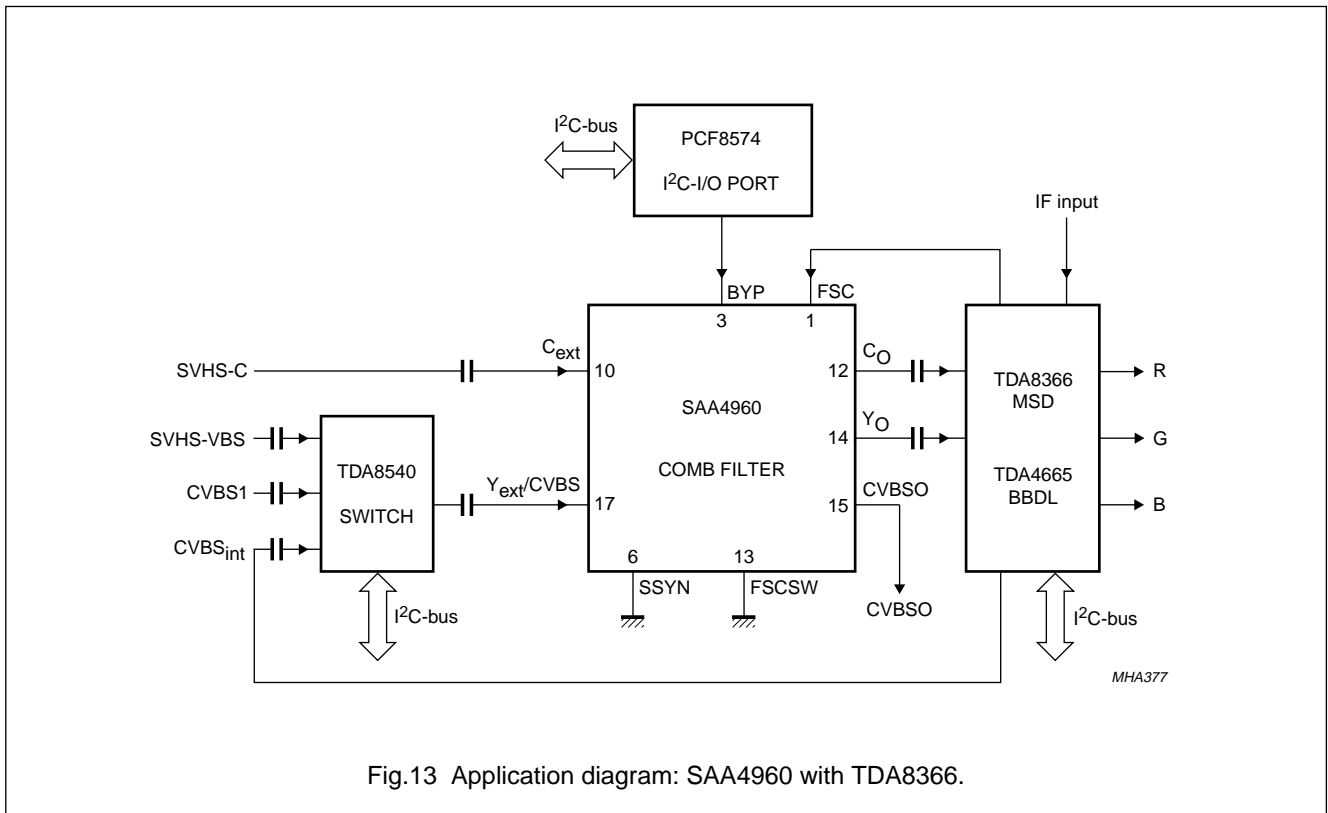 I²C-bus
PCF8574
I²C-I/O PORT
IF input
BYP
FSC
3
1
SVHS-C
Cext
10
12
CO
TDA8366
MSD
R
SAA4960
SVHS-VBS
TDA8540
14
YO
G
COMB FILTER
TDA4665
BBDL
CVBS1
SWITCH
Yext/CVBS
17
15
CVBSO
B
CVBSint
6
13
SSYN
FSCSW
CVBSO
I²C-bus
I²C-bus
MHA377
Fig.13 Application diagram: SAA4960 with TDA8366.